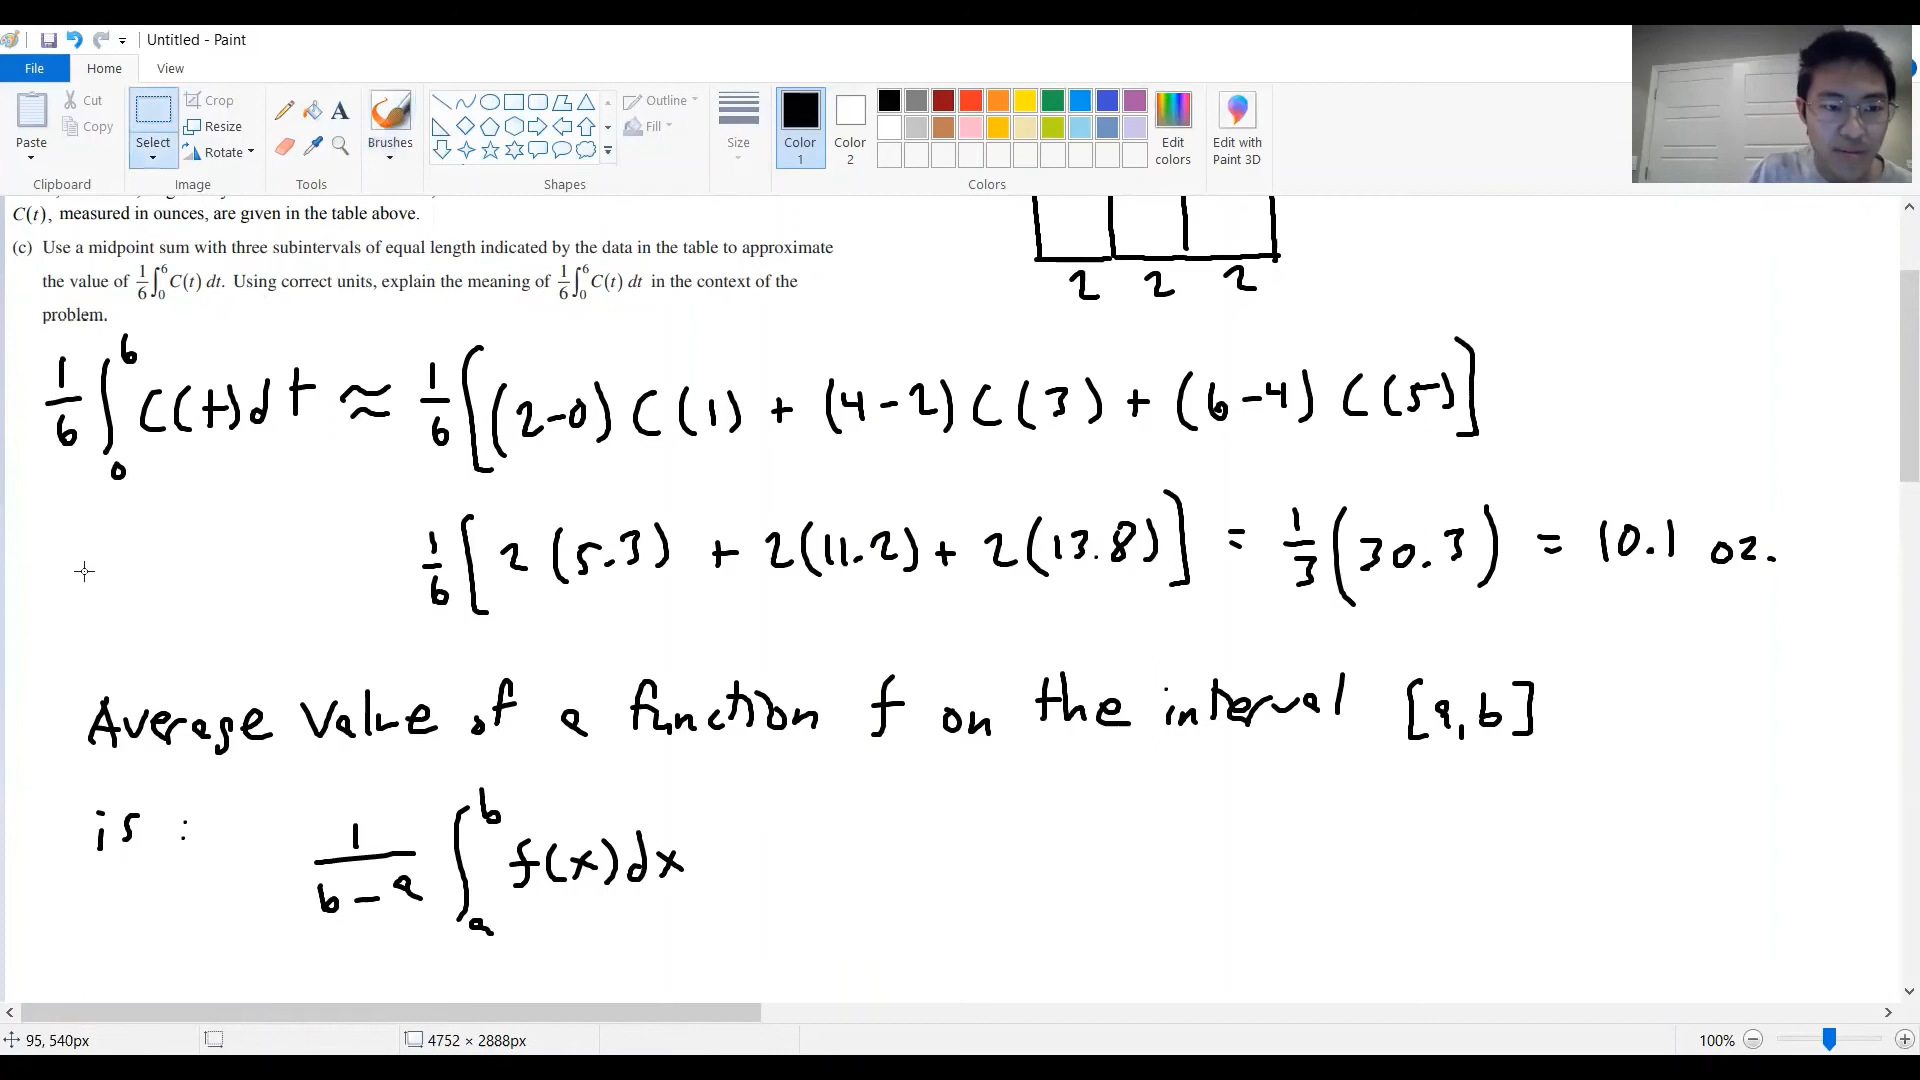 Untitled - Paint
File Home View
Paste
Cut
Copy
Clipboard
Select
Crop
Resize
Rotate
Image
Tools
Brushes
Shapes
Outline
Fill
Size
Color 1
Color 2
Edit colors
Edit with Paint 3D
Colors
C(t), measured in ounces, are given in the table above.
(c) Use a midpoint sum with three subintervals of equal length indicated by the data in the table to approximate
the value of 1/6 ∫₀⁶ C(t) dt. Using correct units, explain the meaning of 1/6 ∫₀⁶ C(t) dt in the context of the
problem.
2 2 2
1/6 ∫₀⁶ C(t)dt ≈ 1/6 [(2-0) C(1) + (4-2) C(3) + (6-4) C(5)]
1/6 [2(5.3) + 2(11.2) + 2(13.8)] = 1/3 (30.3) = 10.1 oz.
Average Value of a function f on the interval [a,b]
is : 1/(b-a) ∫ₐᵇ f(x)dx
95, 540px
4752 × 2888px
100%